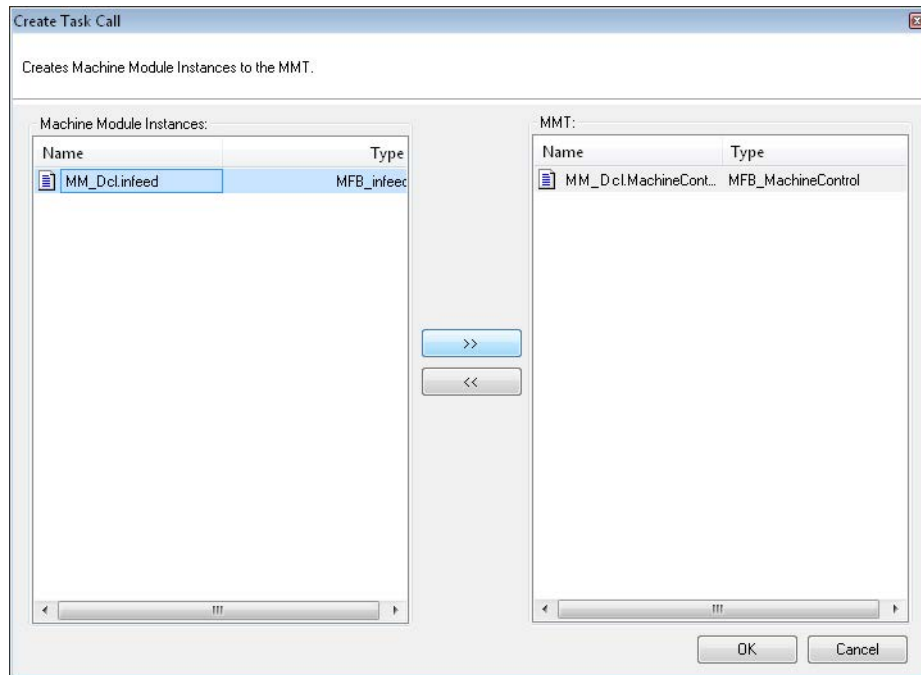 Create Task Call
Creates Machine Module Instances to the MMT.
Machine Module Instances:
Name Type
MM_Dcl.infeed MFB_infeed
>>
<<
MMT:
Name Type
MM_Dcl.MachineCont... MFB_MachineControl
OK Cancel